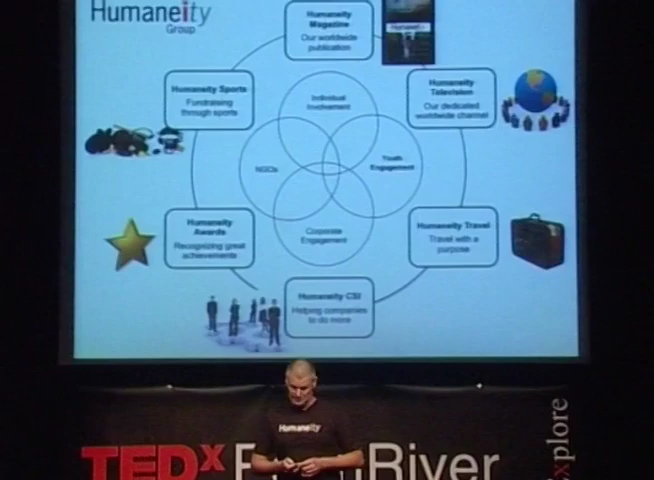 Humaneity
Group
Humaneity
Magazine
Our worldwide
publication
Humaneity
Humaneity Sports
Fundraising
through sports
Individual
Involvement
Humaneity
Television
Our dedicated
worldwide channel
NGOs
Youth
Engagement
Humaneity
Awards
Recognizing great
achievements
Corporate
Engagement
Humaneity Travel
Travel with a
purpose
Humaneity CSI
Helping companies
to do more
Humaneity
TEDx
River
Explore